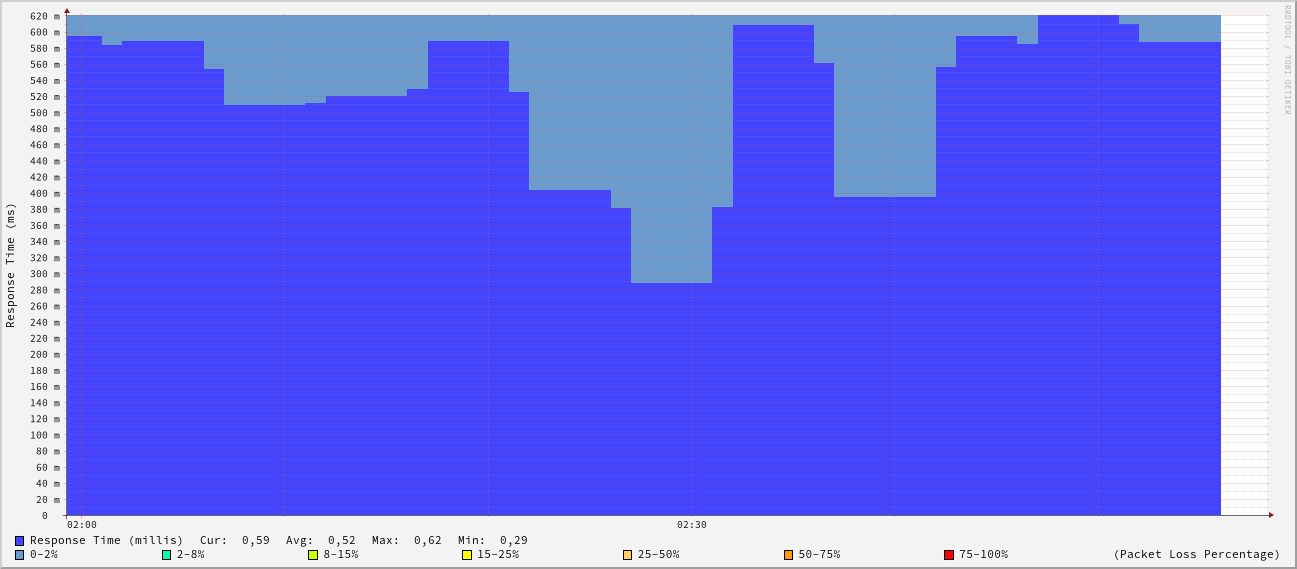 RRDTOOL / TOBI OETIKER
Response Time (ms)
620 m
600 m
580 m
560 m
540 m
520 m
500 m
480 m
460 m
440 m
420 m
400 m
380 m
360 m
340 m
320 m
300 m
280 m
260 m
240 m
220 m
200 m
180 m
160 m
140 m
120 m
100 m
80 m
60 m
40 m
20 m
0
02:00 02:30
Response Time (millis) Cur: 0,59 Avg: 0,52 Max: 0,62 Min: 0,29
0-2% 2-8% 8-15% 15-25% 25-50% 50-75% 75-100% (Packet Loss Percentage)